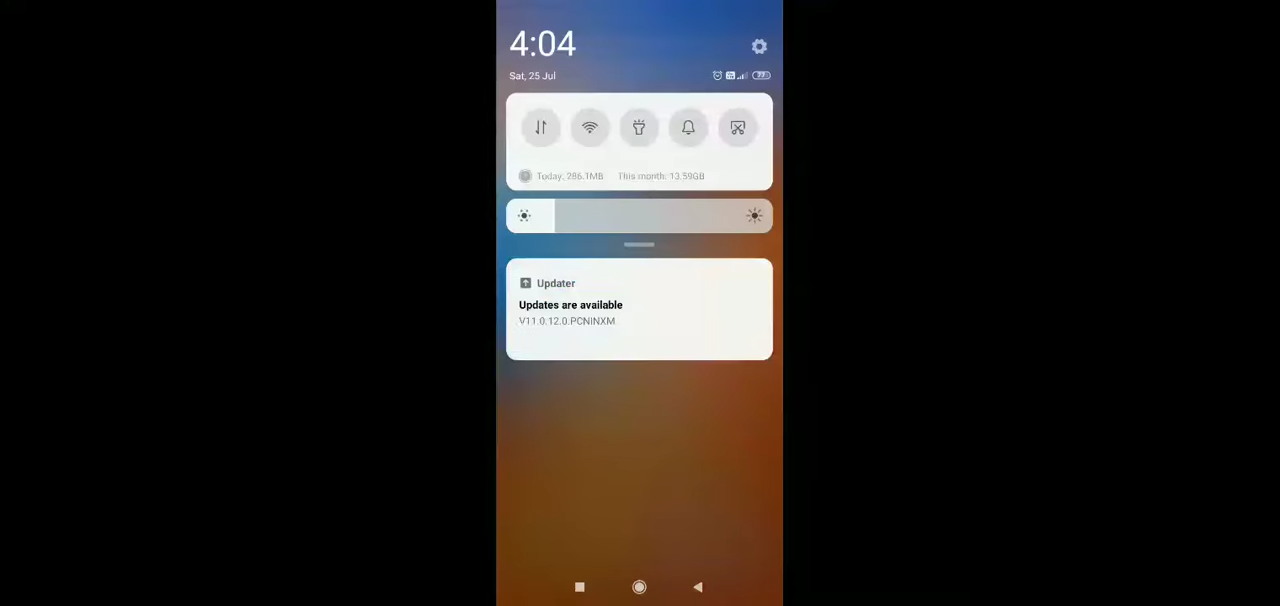 4:04
Sat, 25 Jul
77
Today: 286.1MB This month: 13.59GB
Updater
Updates are available
V11.0.12.0.PCNINXM